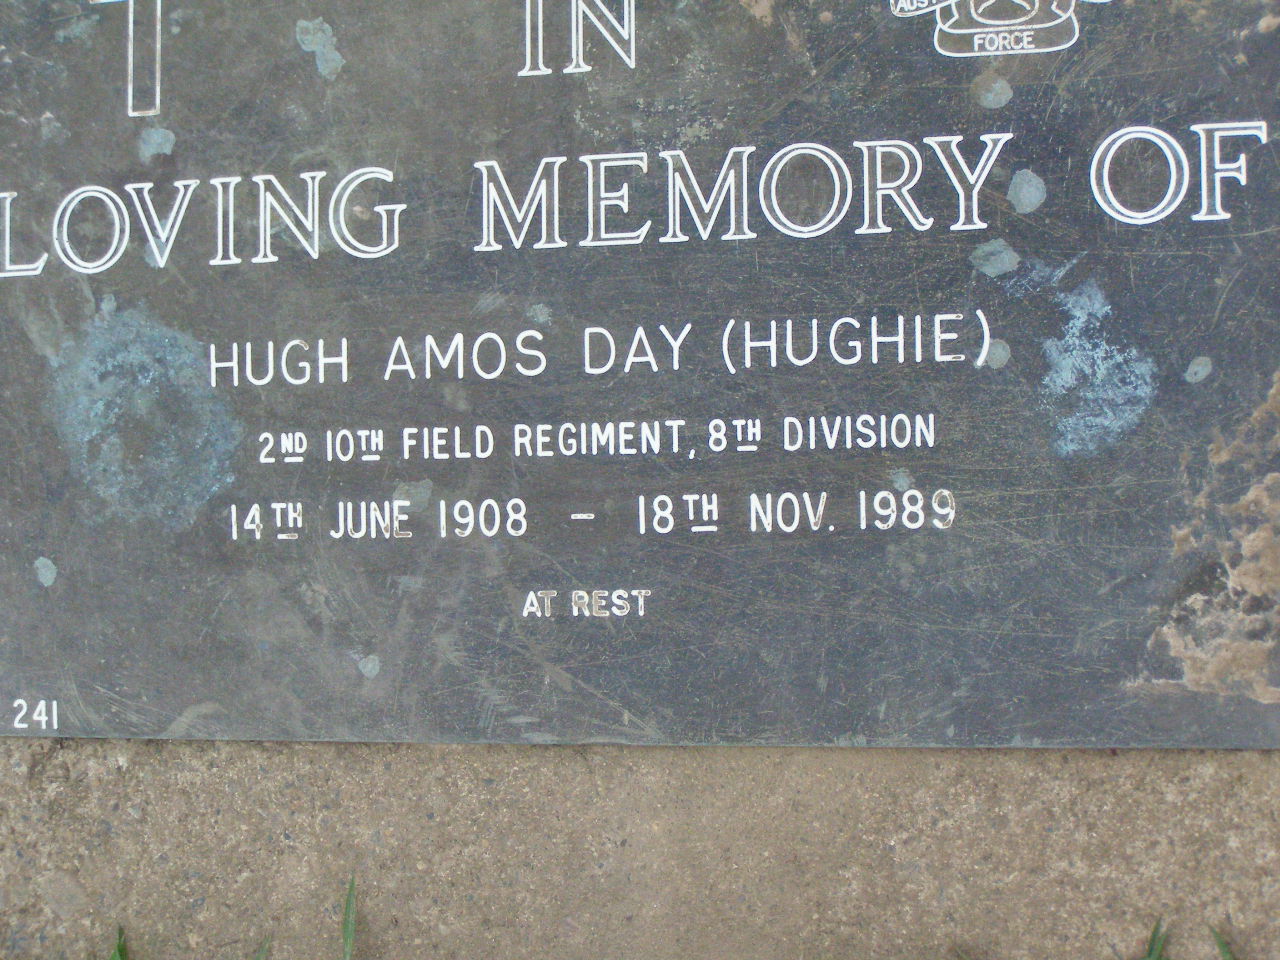 IN
FORCE
LOVING MEMORY OF
HUGH AMOS DAY (HUGHIE)
2ND 10TH FIELD REGIMENT, 8TH DIVISION
14TH JUNE 1908 - 18TH NOV. 1989
AT REST
241